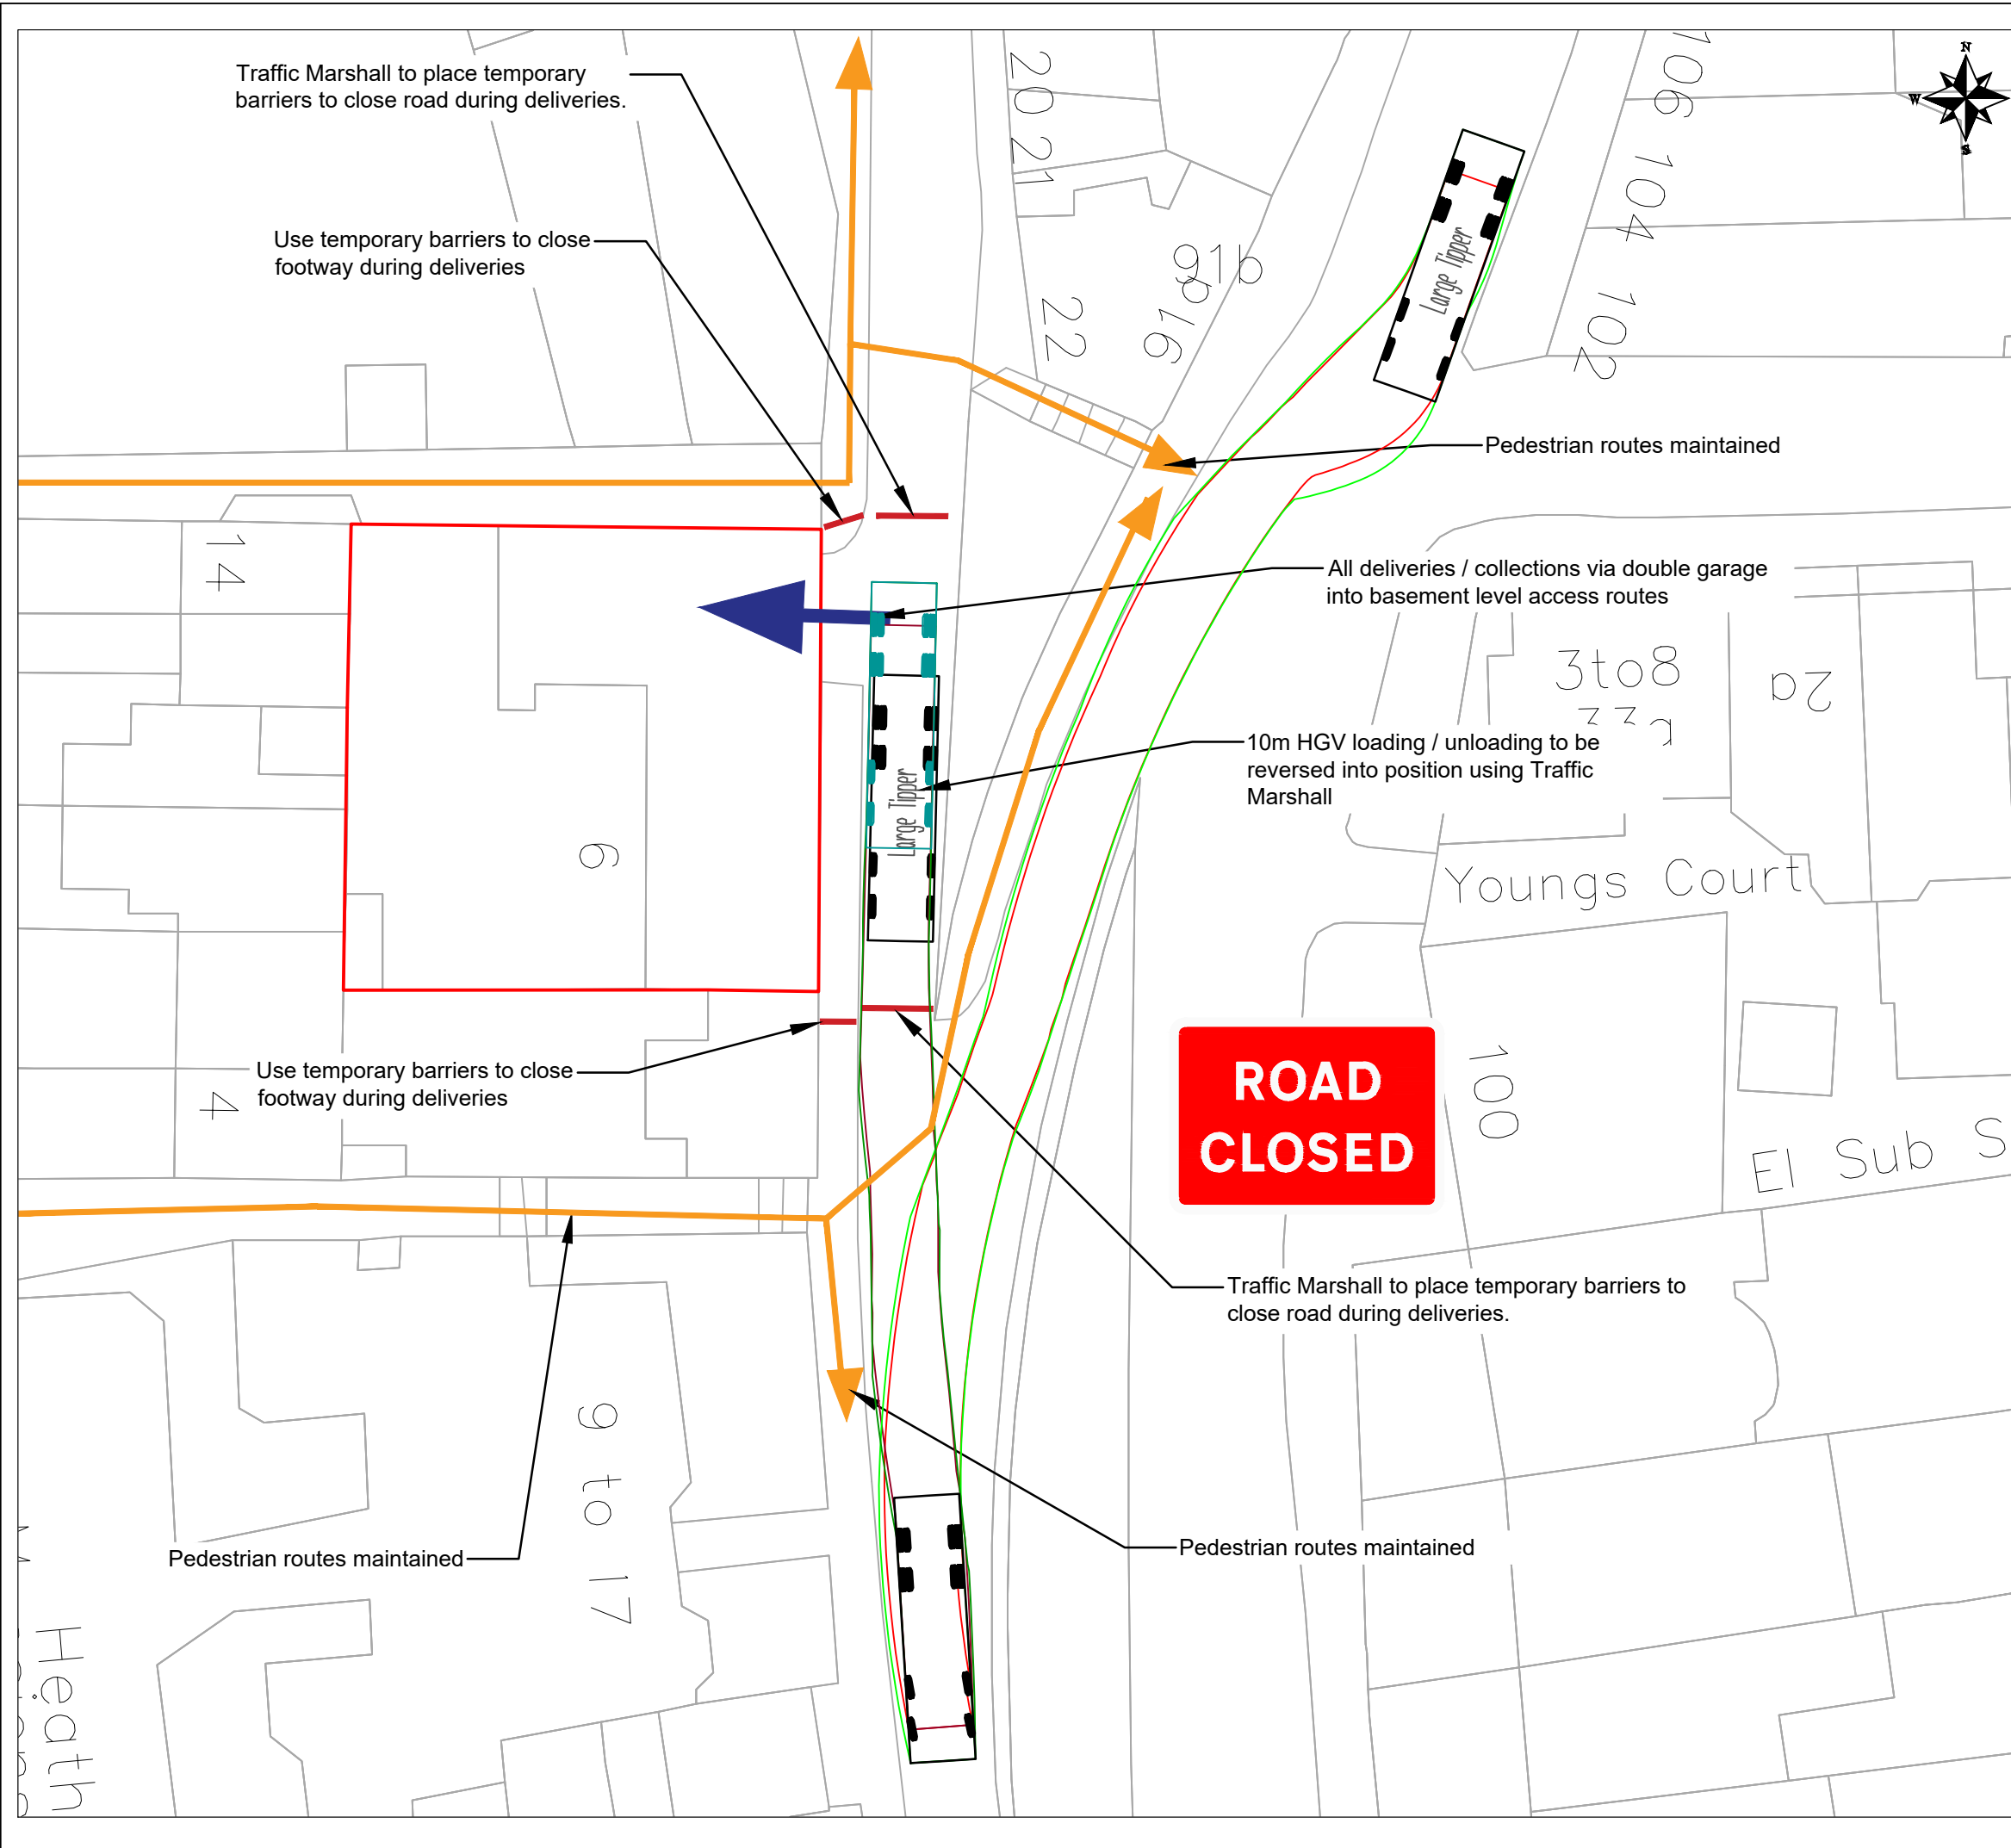 Traffic Marshall to place temporary
barriers to close road during deliveries.
N
W
S
20
21
106
104
102
Use temporary barriers to close
footway during deliveries
91b
22
Large Tipper
Pedestrian routes maintained
14
All deliveries / collections via double garage
into basement level access routes
3to8
2a
10m HGV loading / unloading to be
reversed into position using Traffic
Marshall
Large Tipper
6
Youngs Court
ROAD
CLOSED
100
Use temporary barriers to close
footway during deliveries
4
El Sub S
Traffic Marshall to place temporary barriers to
close road during deliveries.
9 to 17
Pedestrian routes maintained
Pedestrian routes maintained
Heath